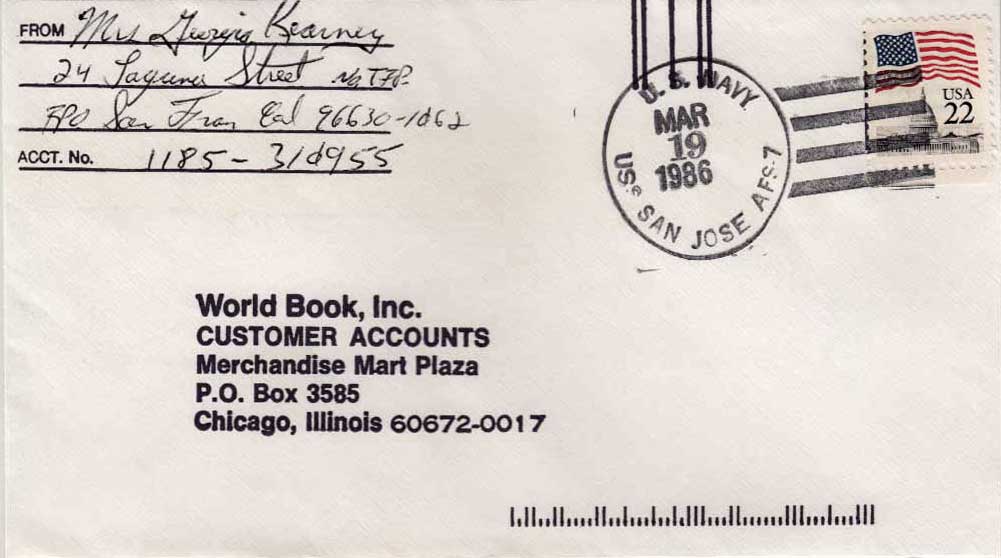 FROM Mrs Georgia Kearney
24 Laguna Street
FPO San Fran Cal 96630-1062
ACCT. No. 1185-310955
U. S. NAVY
MAR
19
1986
USS SAN JOSE AFS-7
USA
22
World Book, Inc.
CUSTOMER ACCOUNTS
Merchandise Mart Plaza
P.O. Box 3585
Chicago, Illinois 60672-0017